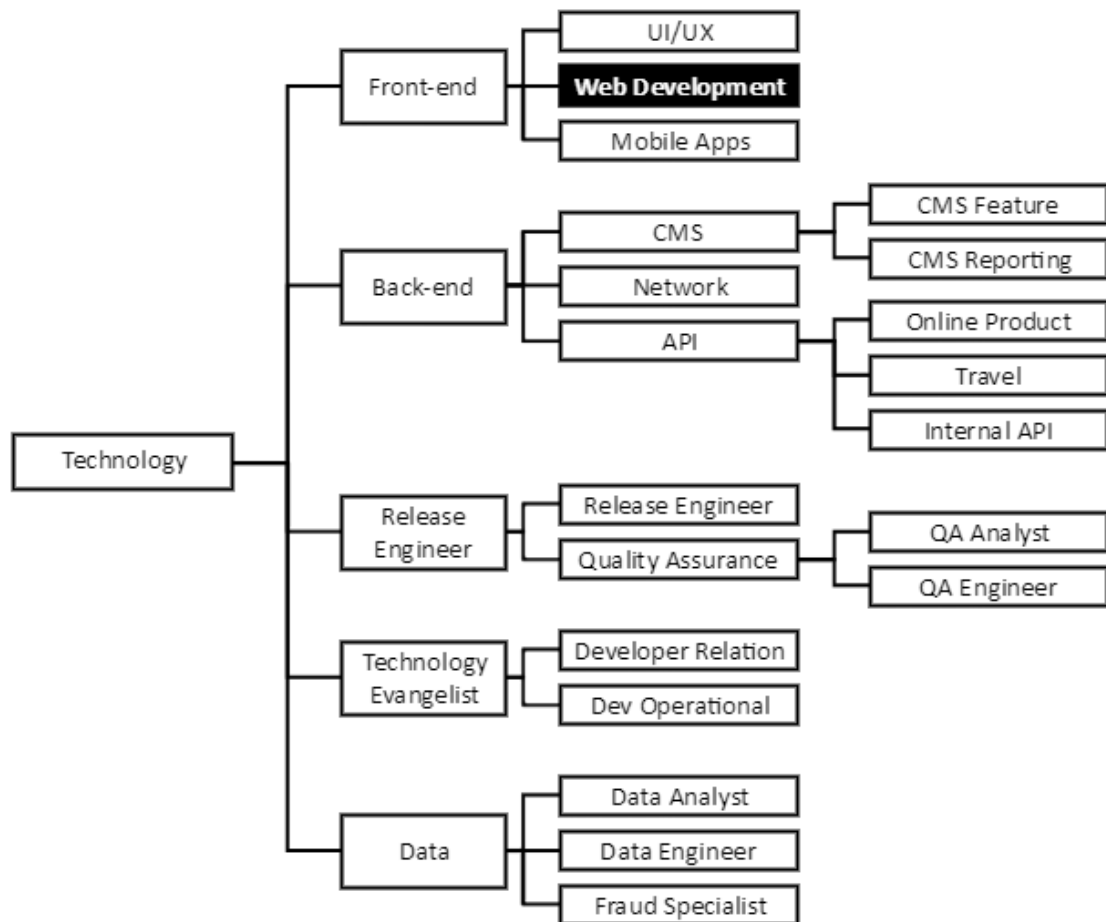 Technology
Front-end
UI/UX
Web Development
Mobile Apps
Back-end
CMS
CMS Feature
CMS Reporting
Network
API
Online Product
Travel
Internal API
Release
Engineer
Release Engineer
Quality Assurance
QA Analyst
QA Engineer
Technology
Evangelist
Developer Relation
Dev Operational
Data
Data Analyst
Data Engineer
Fraud Specialist